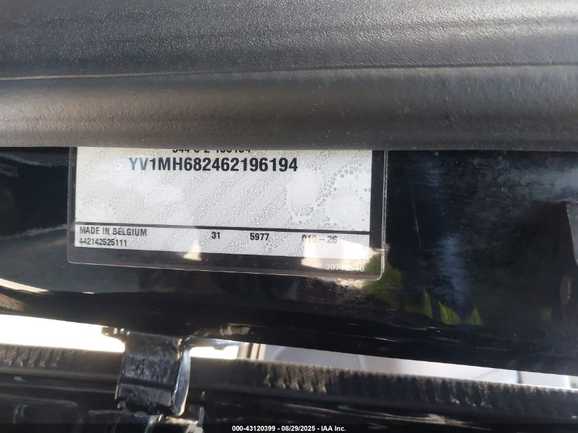 YV1MH682462196194
MADE IN BELGIUM 31 5977
442142525111
000-43120399 - 08/29/2025 - IAA Inc.